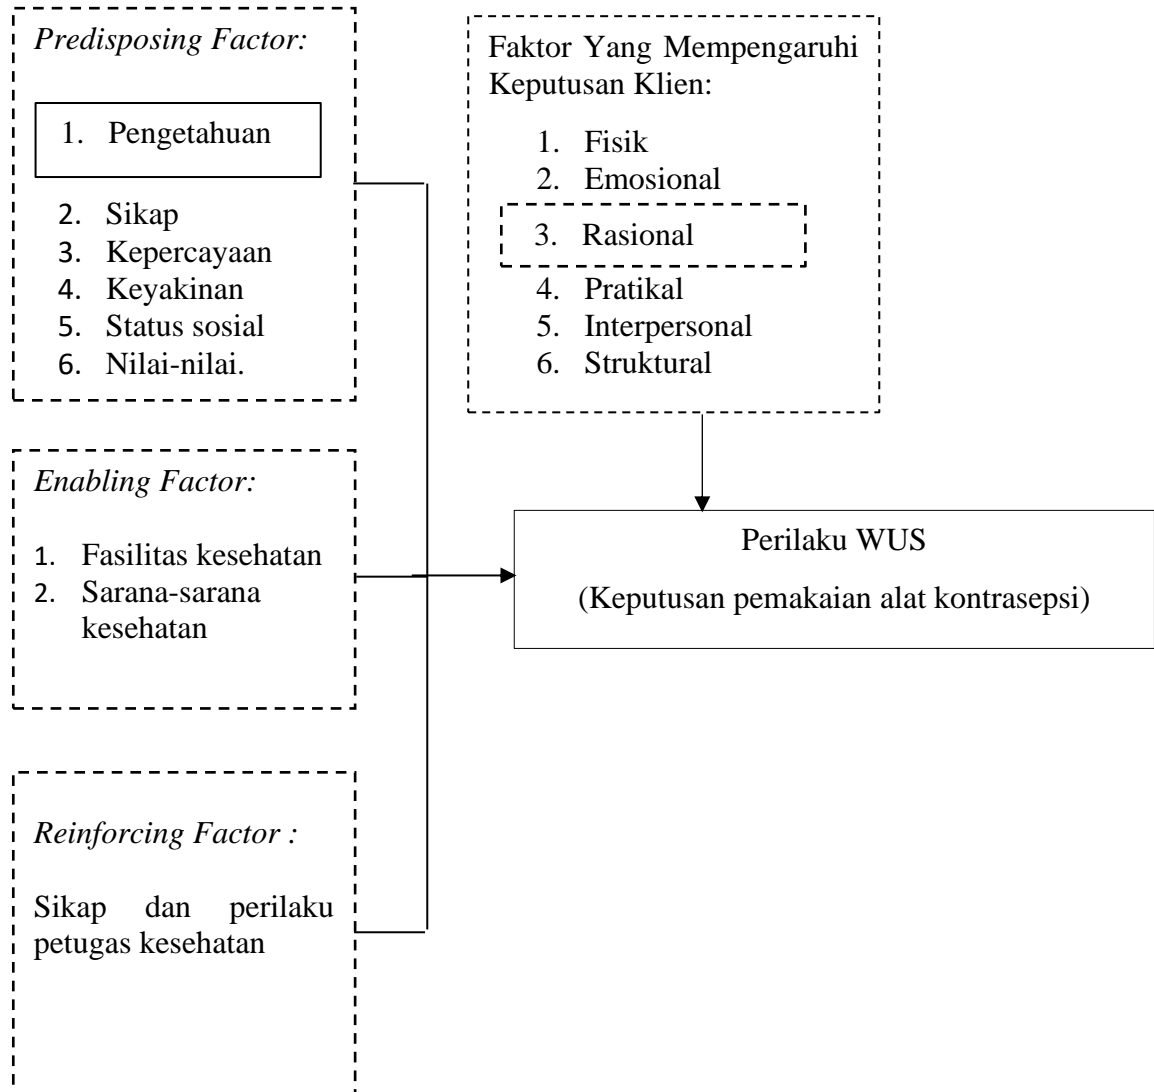 Predisposing Factor:
1. Pengetahuan
2. Sikap
3. Kepercayaan
4. Keyakinan
5. Status sosial
6. Nilai-nilai.
Faktor Yang Mempengaruhi
Keputusan Klien:
1. Fisik
2. Emosional
3. Rasional
4. Pratikal
5. Interpersonal
6. Struktural
Enabling Factor:
1. Fasilitas kesehatan
2. Sarana-sarana
kesehatan
Perilaku WUS
(Keputusan pemakaian alat kontrasepsi)
Reinforcing Factor :
Sikap dan perilaku
petugas kesehatan